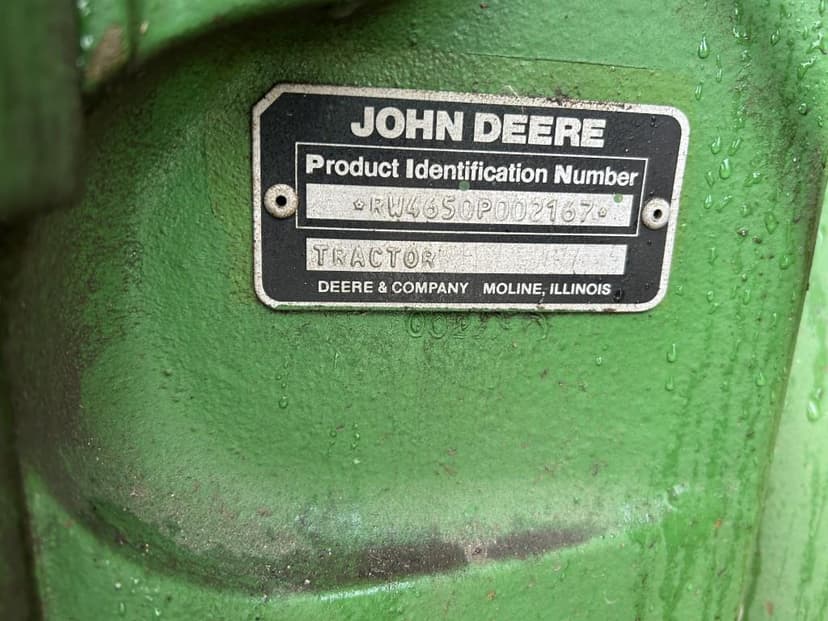 JOHN DEERE
Product Identification Number
*RW4650P002167*
TRACTOR
DEERE & COMPANY MOLINE, ILLINOIS